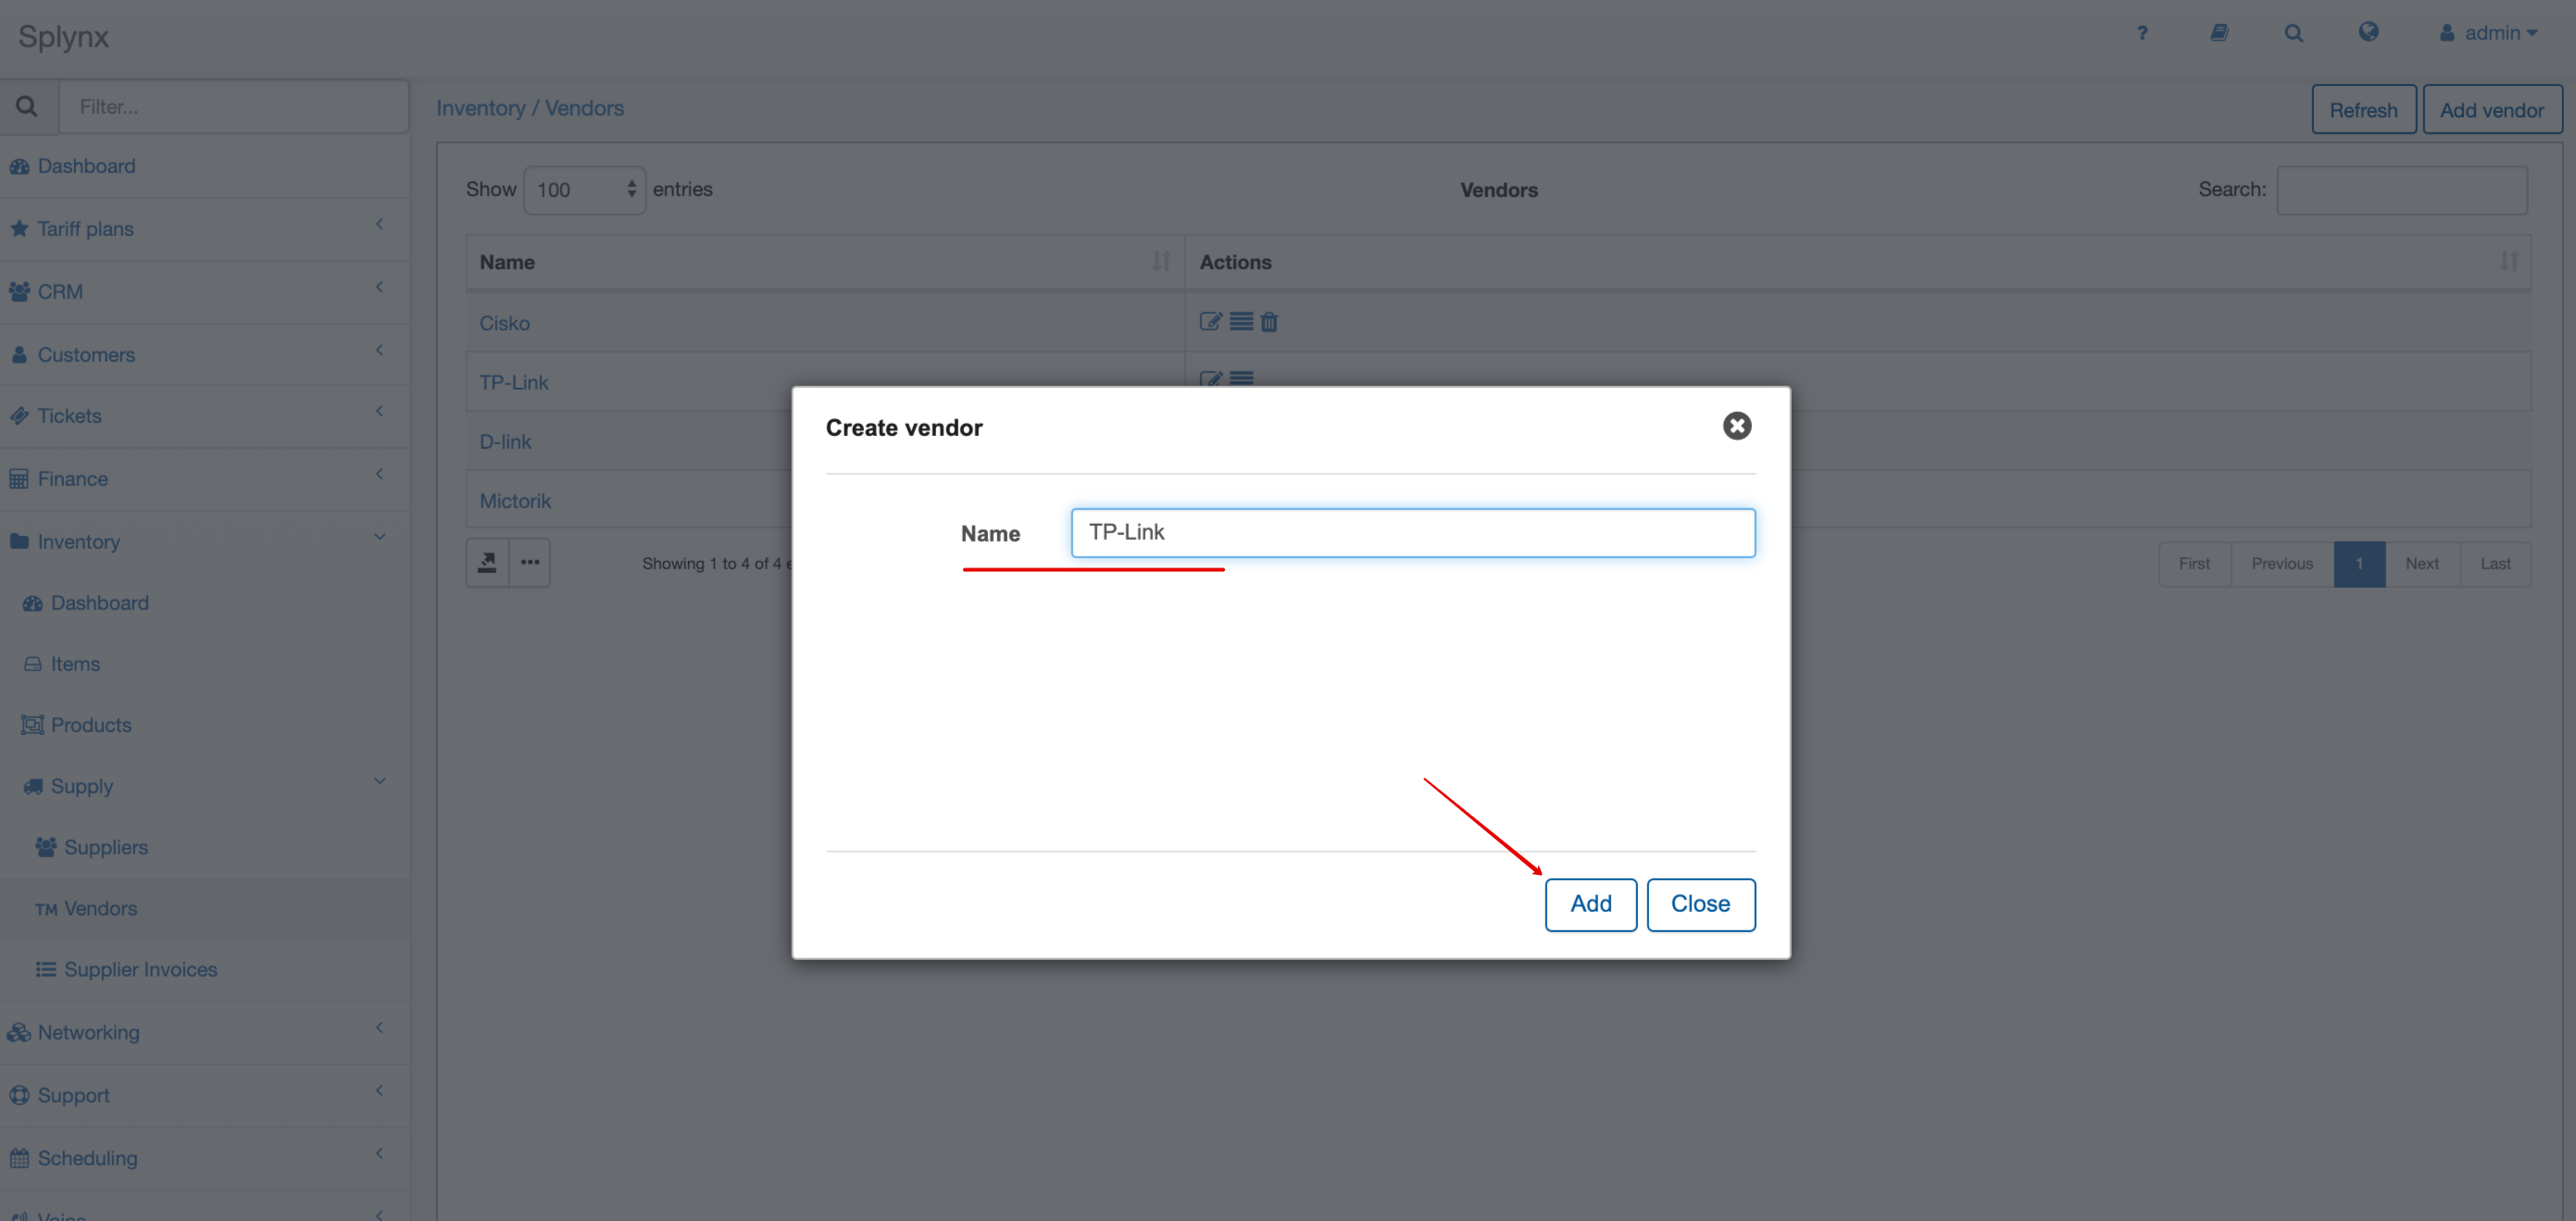 Splynx
? admin
Filter...
Inventory / Vendors
Refresh
Add vendor
Dashboard
Tariff plans
CRM
Customers
Tickets
Finance
Inventory
Dashboard
Items
Products
Supply
Suppliers
TM Vendors
Supplier Invoices
Networking
Support
Scheduling
Voice
Show 100 entries
Vendors
Search:
Name Actions
Cisko
TP-Link
D-link
Mictorik
Showing 1 to 4 of 4 e
First Previous 1 Next Last
Create vendor
Name TP-Link
Add Close